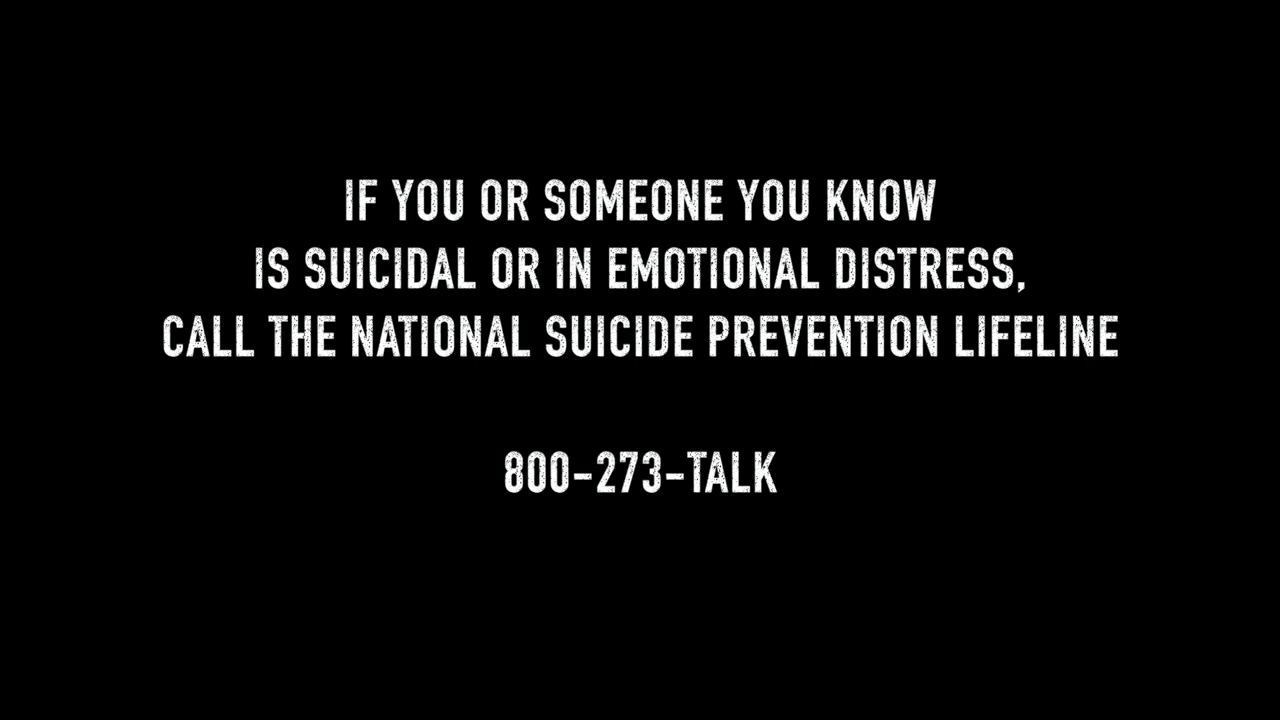 IF YOU OR SOMEONE YOU KNOW
IS SUICIDAL OR IN EMOTIONAL DISTRESS,
CALL THE NATIONAL SUICIDE PREVENTION LIFELINE
800-273-TALK